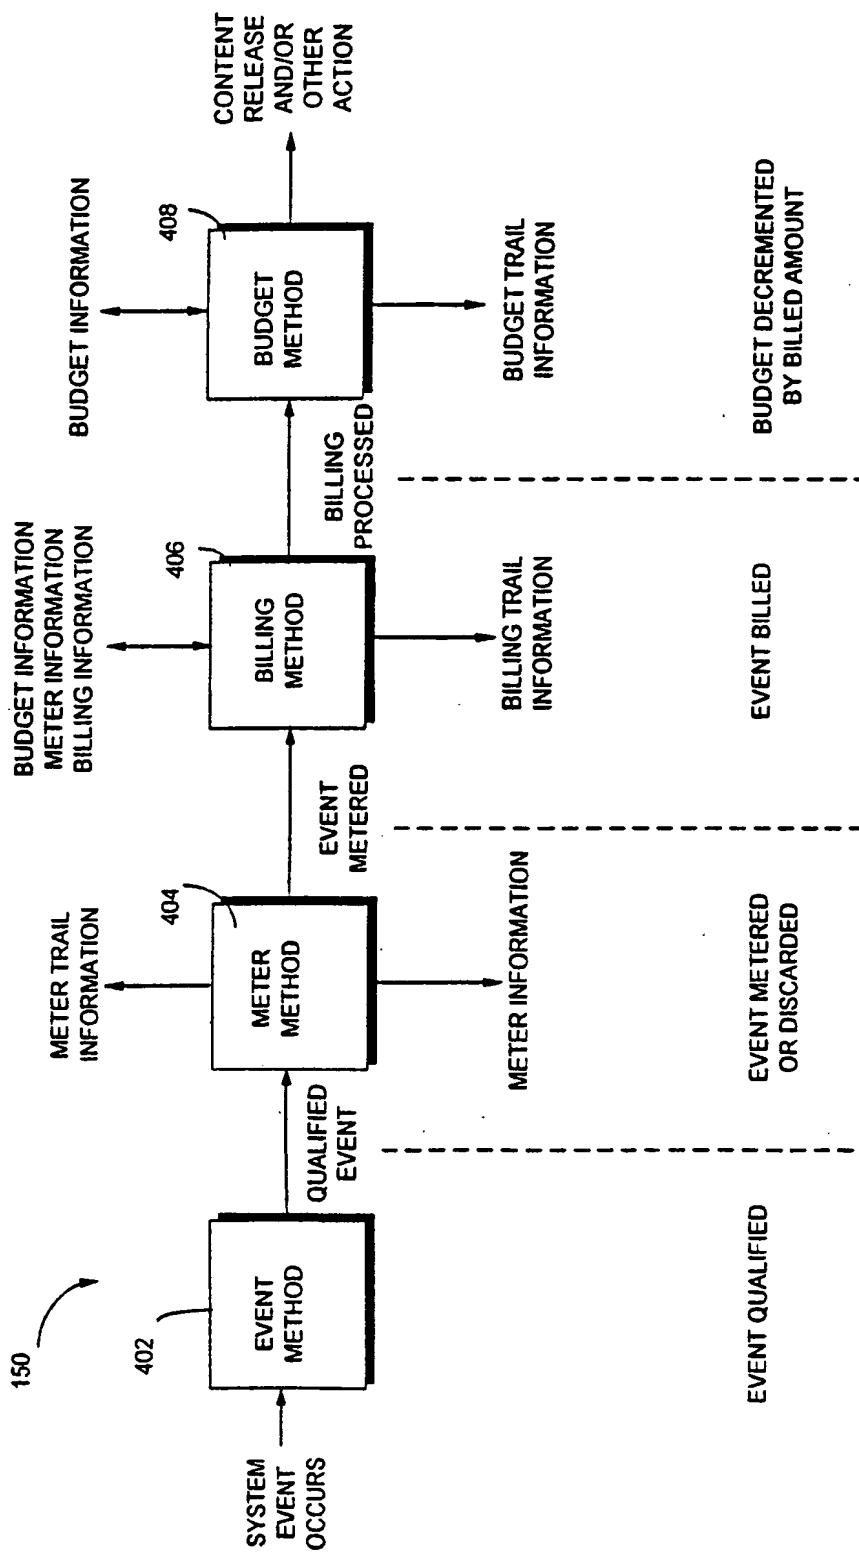 150
SYSTEM
EVENT
OCCURS
402
EVENT
METHOD
QUALIFIED
EVENT
EVENT QUALIFIED
METER TRAIL
INFORMATION
404
METER
METHOD
EVENT
METERED
METER INFORMATION
EVENT METERED
OR DISCARDED
BUDGET INFORMATION
METER INFORMATION
BILLING INFORMATION
406
BILLING
METHOD
BILLING
PROCESSED
BILLING TRAIL
INFORMATION
EVENT BILLED
BUDGET INFORMATION
408
BUDGET
METHOD
CONTENT
RELEASE
AND/OR
OTHER
ACTION
BUDGET TRAIL
INFORMATION
BUDGET DECREMENTED
BY BILLED AMOUNT